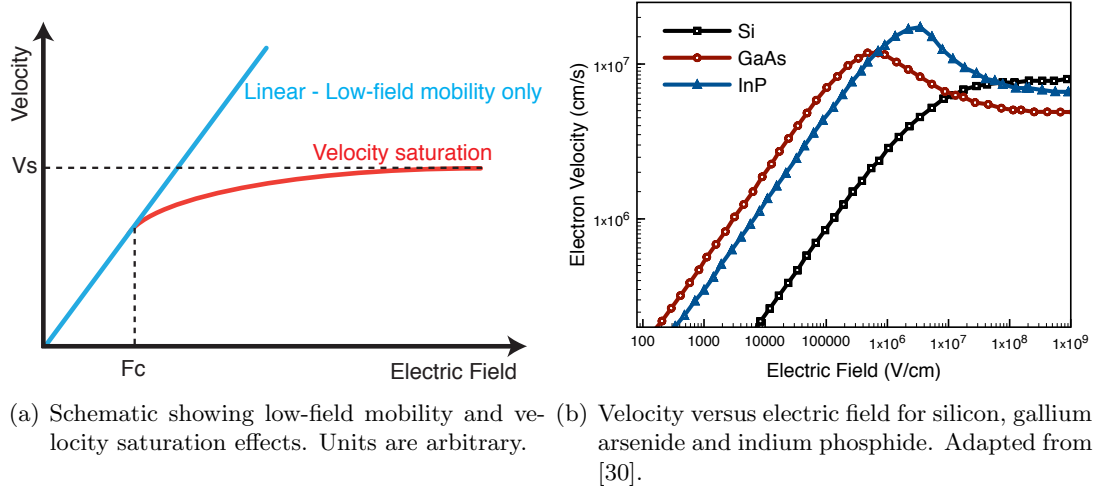 Velocity
Linear - Low-field mobility only
Velocity saturation
Vs
Fc
Electric Field
Si
GaAs
InP
Electron Velocity (cm/s)
1x10⁷
1x10⁶
100
1000
10000
100000
1x10⁶
1x10⁷
1x10⁸
1x10⁹
Electric Field (V/cm)
(a) Schematic showing low-field mobility and ve-
locity saturation effects. Units are arbitrary.
(b) Velocity versus electric field for silicon, gallium
arsenide and indium phosphide. Adapted from
[30].